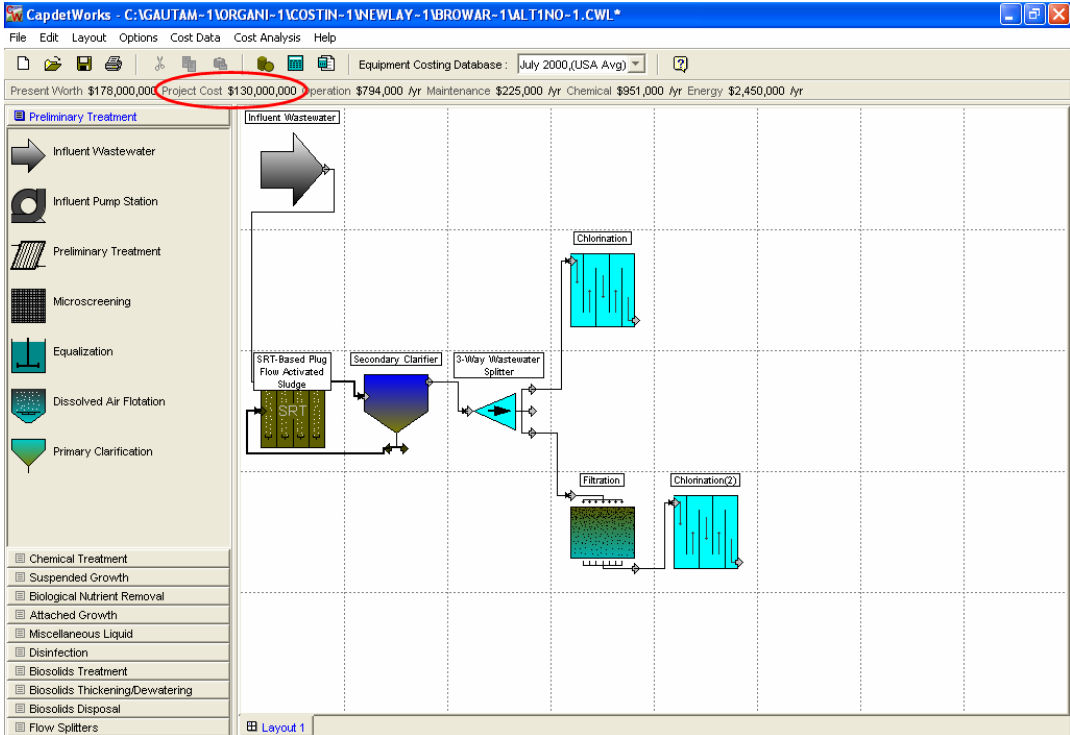 CapdetWorks - C:\GAUTAM~1\ORGANI~1\COSTIN~1\NEWLAY~1\BROWAR~1\ALT1NO~1.CWL*
File Edit Layout Options Cost Data Cost Analysis Help
Equipment Costing Database : July 2000,(USA Avg)
Present Worth $178,000,000 Project Cost $130,000,000 Operation $794,000 /yr Maintenance $225,000 /yr Chemical $951,000 /yr Energy $2,450,000 /yr
Preliminary Treatment
Influent Wastewater
Influent Pump Station
Preliminary Treatment
Microscreening
Equalization
Dissolved Air Flotation
Primary Clarification
Chemical Treatment
Suspended Growth
Biological Nutrient Removal
Attached Growth
Miscellaneous Liquid
Disinfection
Biosolids Treatment
Biosolids Thickening/Dewatering
Biosolids Disposal
Flow Splitters
Influent Wastewater
Chlorination
SRT-Based Plug
Flow Activated
Sludge
SRT
Secondary Clarifier
3-Way Wastewater
Splitter
Filtration
Chlorination(2)
Layout 1